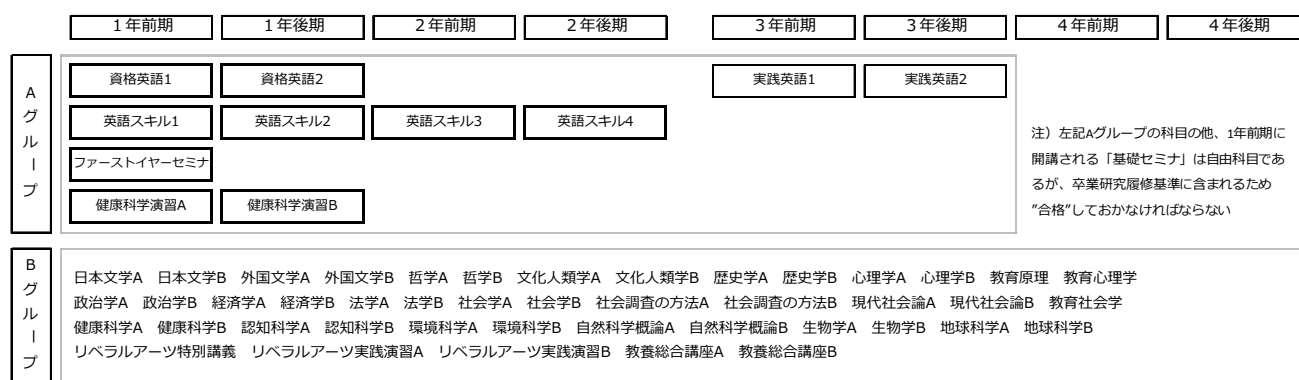 1年前期 1年後期 2年前期 2年後期 3年前期 3年後期 4年前期 4年後期
Aグループ
資格英語1 資格英語2 実践英語1 実践英語2
英語スキル1 英語スキル2 英語スキル3 英語スキル4
ファーストイヤーセミナ
健康科学演習A 健康科学演習B
注）左記Aグループの科目の他、1年前期に
開講される「基礎セミナ」は自由科目であ
るが、卒業研究履修基準に含まれるため
”合格”しておかなければならない
Bグループ
日本文学A 日本文学B 外国文学A 外国文学B 哲学A 哲学B 文化人類学A 文化人類学B 歴史学A 歴史学B 心理学A 心理学B 教育原理 教育心理学
政治学A 政治学B 経済学A 経済学B 法学A 法学B 社会学A 社会学B 社会調査の方法A 社会調査の方法B 現代社会論A 現代社会論B 教育社会学
健康科学A 健康科学B 認知科学A 認知科学B 環境科学A 環境科学B 自然科学概論A 自然科学概論B 生物学A 生物学B 地球科学A 地球科学B
リベラルアーツ特別講義 リベラルアーツ実践演習A リベラルアーツ実践演習B 教養総合講座A 教養総合講座B